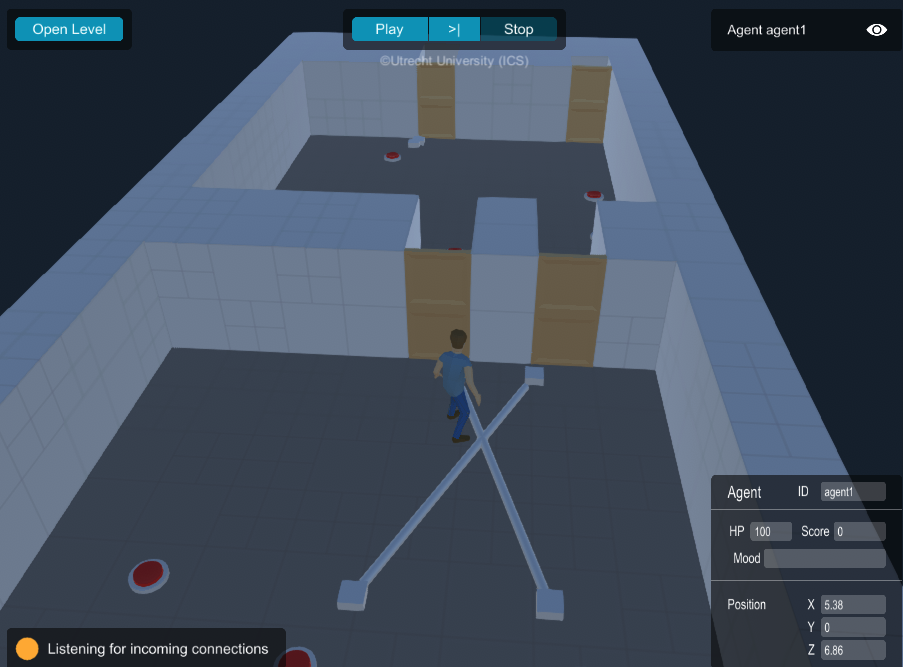 Open Level
Play >| Stop
Agent agent1
©Utrecht University (ICS)
Agent ID agent1
HP 100 Score 0
Mood
Position X 5.38
Y 0
Z 6.86
Listening for incoming connections